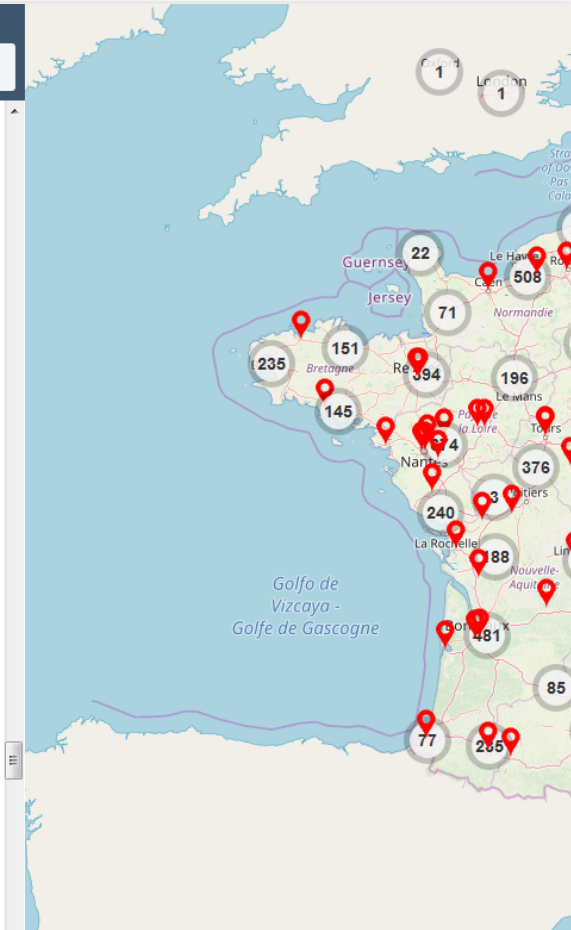 Oxford
1
London
1
Guernsey
22
Le Havre
508
Caen
Jersey
71
Normandie
235
151
Bretagne
394
196
Le Mans
145
la Loire
Tours
Nantes
376
240
3
La Rochelle
188
Nouvelle-
Aquitaine
Golfo de
Vizcaya -
Golfe de Gascogne
481
85
77